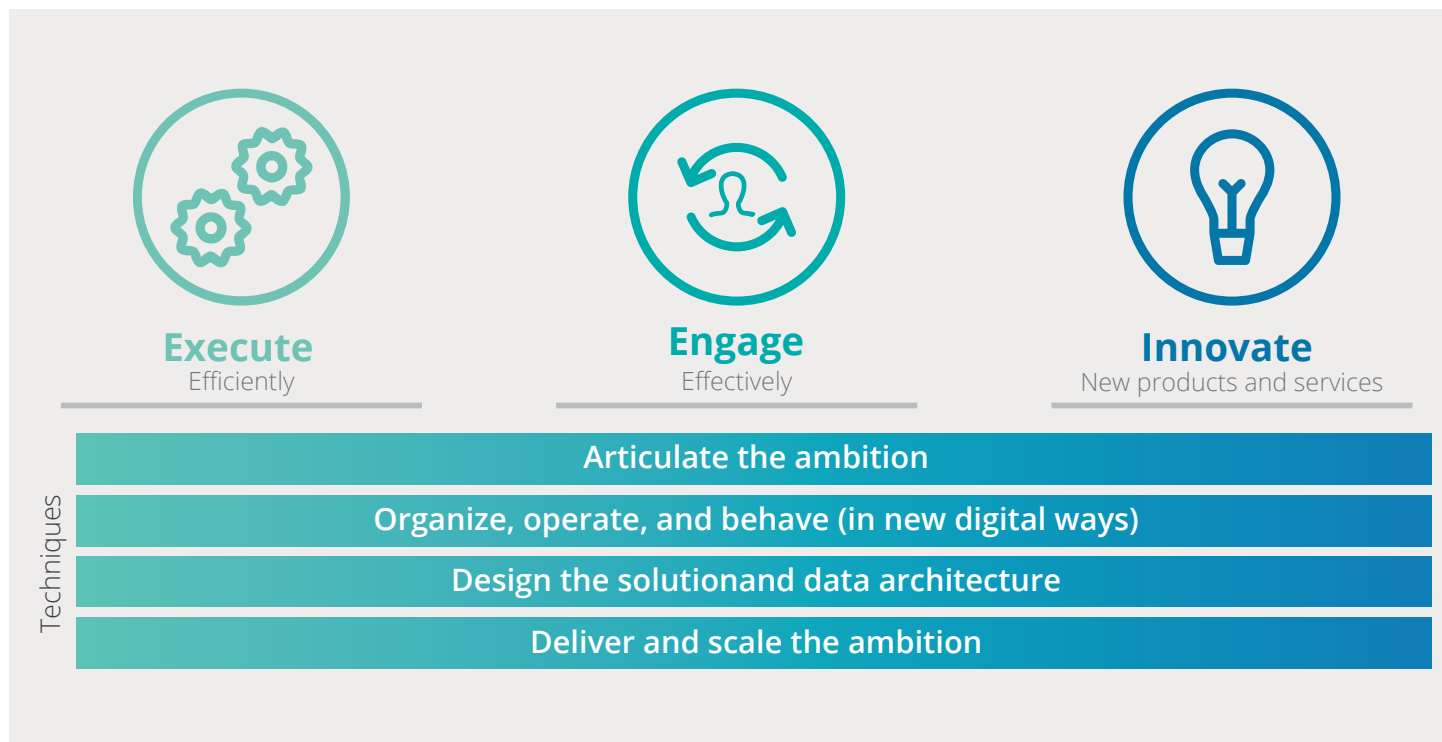 Execute
Efficiently
Engage
Effectively
Innovate
New products and services
Techniques
Articulate the ambition
Organize, operate, and behave (in new digital ways)
Design the solutionand data architecture
Deliver and scale the ambition